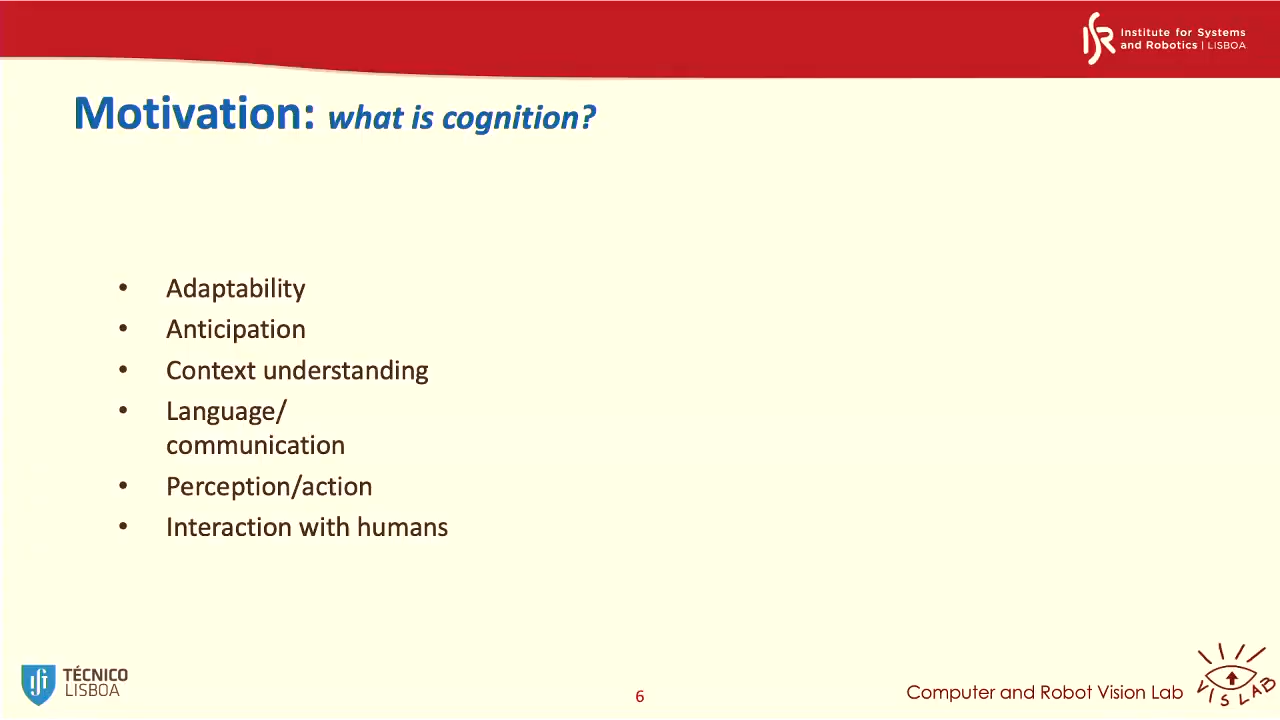 ISR Institute for Systems
and Robotics | LISBOA
Motivation: what is cognition?
• Adaptability
• Anticipation
• Context understanding
• Language/
communication
• Perception/action
• Interaction with humans
TÉCNICO
LISBOA
6
Computer and Robot Vision Lab
VISLAB